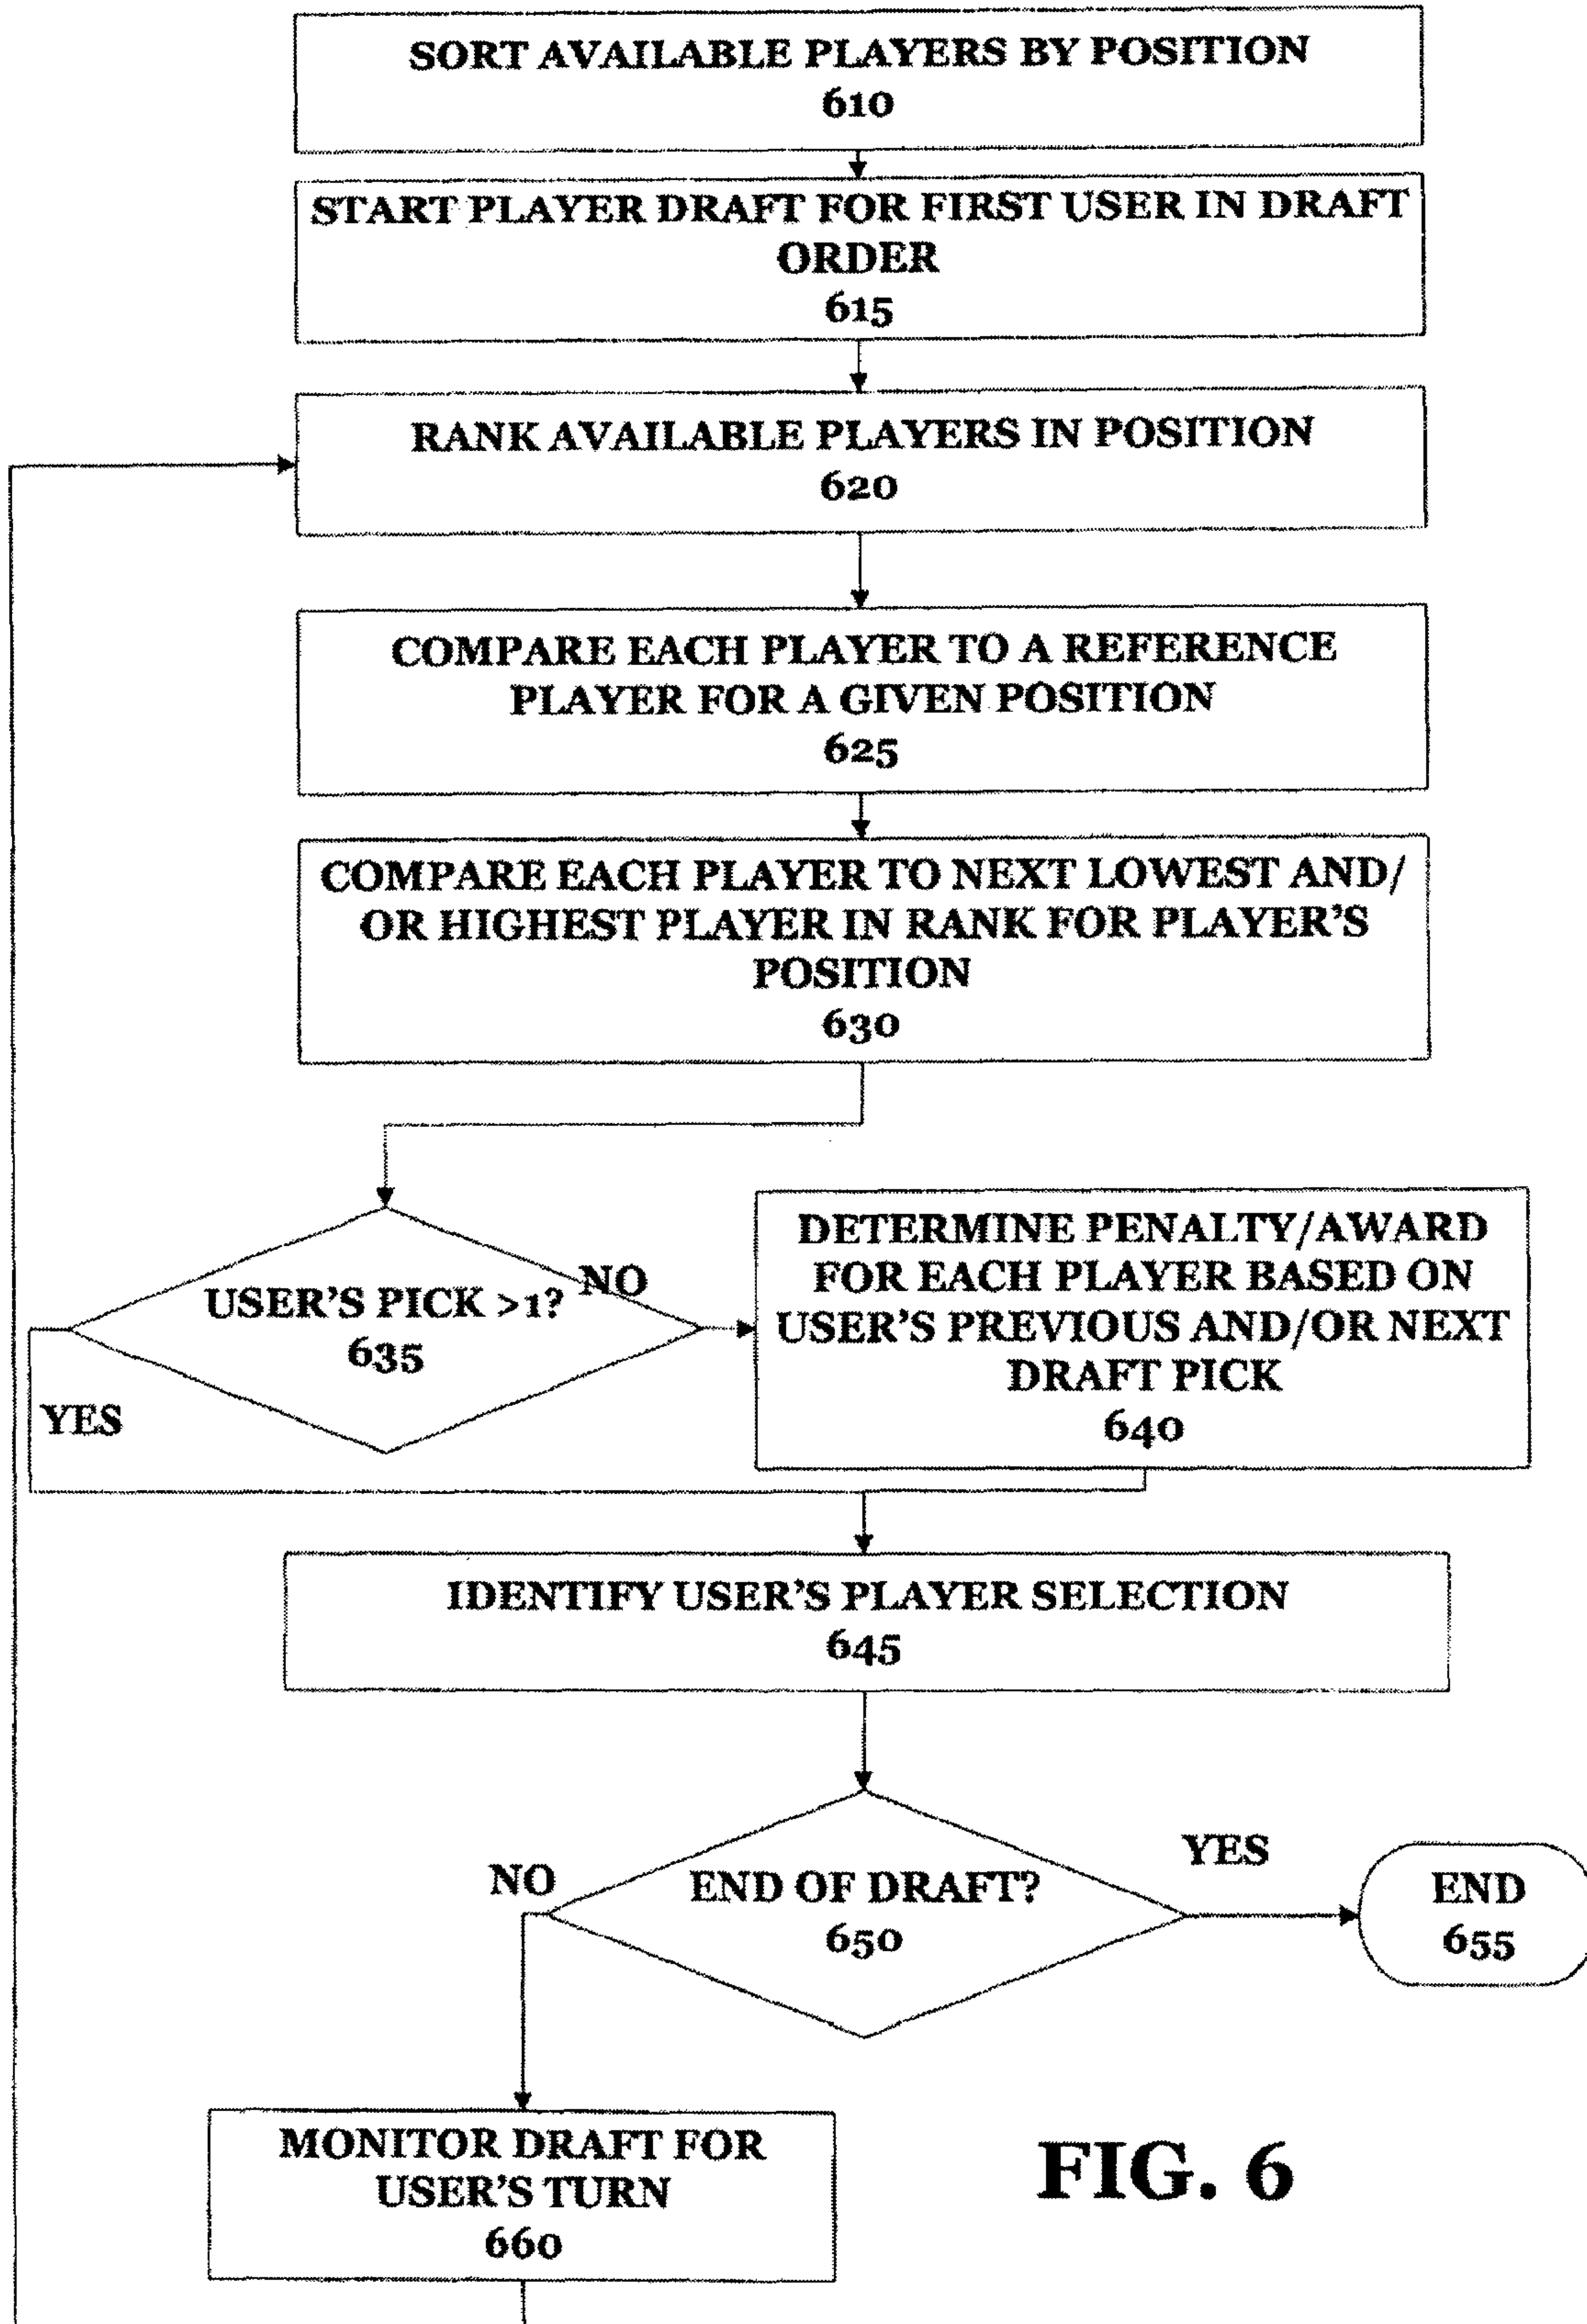 SORT AVAILABLE PLAYERS BY POSITION
610
START PLAYER DRAFT FOR FIRST USER IN DRAFT
ORDER
615
RANK AVAILABLE PLAYERS IN POSITION
620
COMPARE EACH PLAYER TO A REFERENCE
PLAYER FOR A GIVEN POSITION
625
COMPARE EACH PLAYER TO NEXT LOWEST AND/
OR HIGHEST PLAYER IN RANK FOR PLAYER'S
POSITION
630
USER'S PICK >1?
635
NO
YES
DETERMINE PENALTY/AWARD
FOR EACH PLAYER BASED ON
USER'S PREVIOUS AND/OR NEXT
DRAFT PICK
640
IDENTIFY USER'S PLAYER SELECTION
645
NO
END OF DRAFT?
650
YES
END
655
MONITOR DRAFT FOR
USER'S TURN
660
FIG. 6